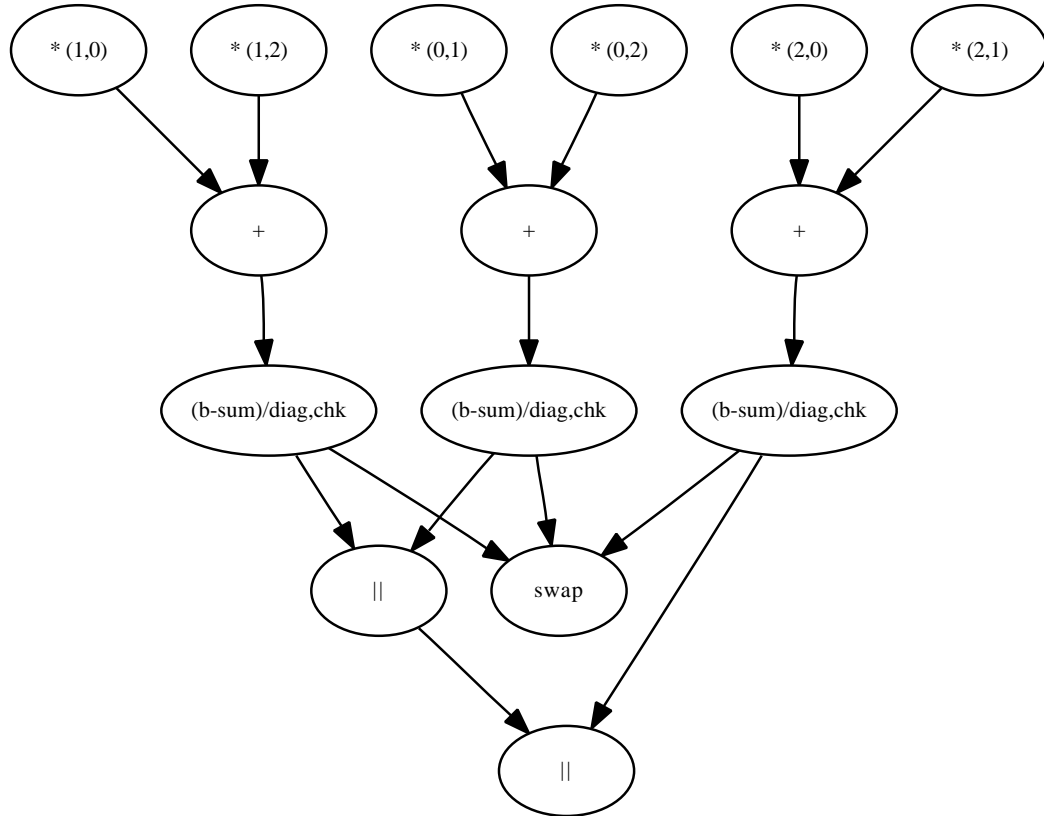 * (1,0)
* (1,2)
* (0,1)
* (0,2)
* (2,0)
* (2,1)
+
+
+
(b-sum)/diag,chk
(b-sum)/diag,chk
(b-sum)/diag,chk
||
swap
||